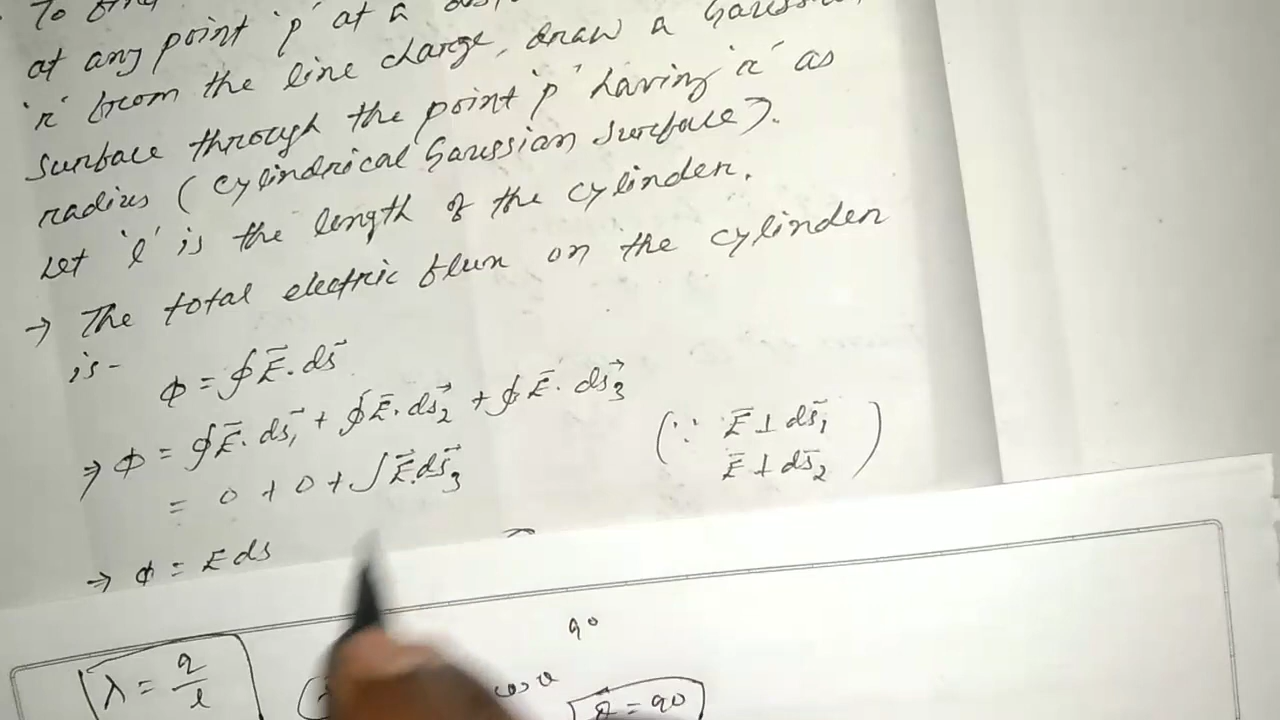 To
at any point 'p' at a
'r' from the line charge, draw a Gaussian
surface through the point 'p' having 'r' as
radius (cylindrical Gaussian surface).
Let 'l' is the length of the cylinder.
→ The total electric flux on the cylinder
is-
ϕ = ∮E⃗. ds⃗
⇒ ϕ = ∮E⃗. ds⃗₁ + ∮E⃗. ds⃗₂ + ∮E⃗. ds⃗₃
= 0 + 0 + ∫E⃗.ds⃗₃ (∵ E⃗ ⊥ ds⃗₁ E⃗ ⊥ ds⃗₂)
→ ϕ = E ds
90
λ = q/l
cos θ
= 90